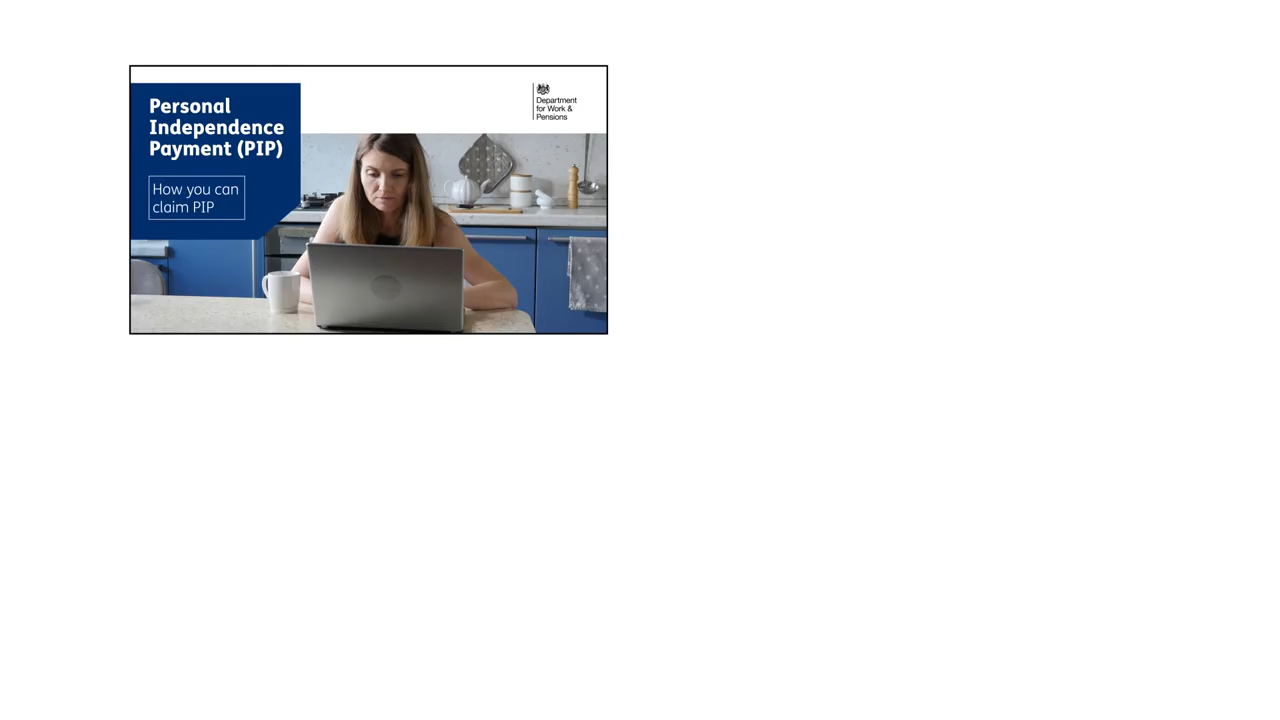 Personal
Independence
Payment (PIP)
How you can
claim PIP
Department
for Work &
Pensions